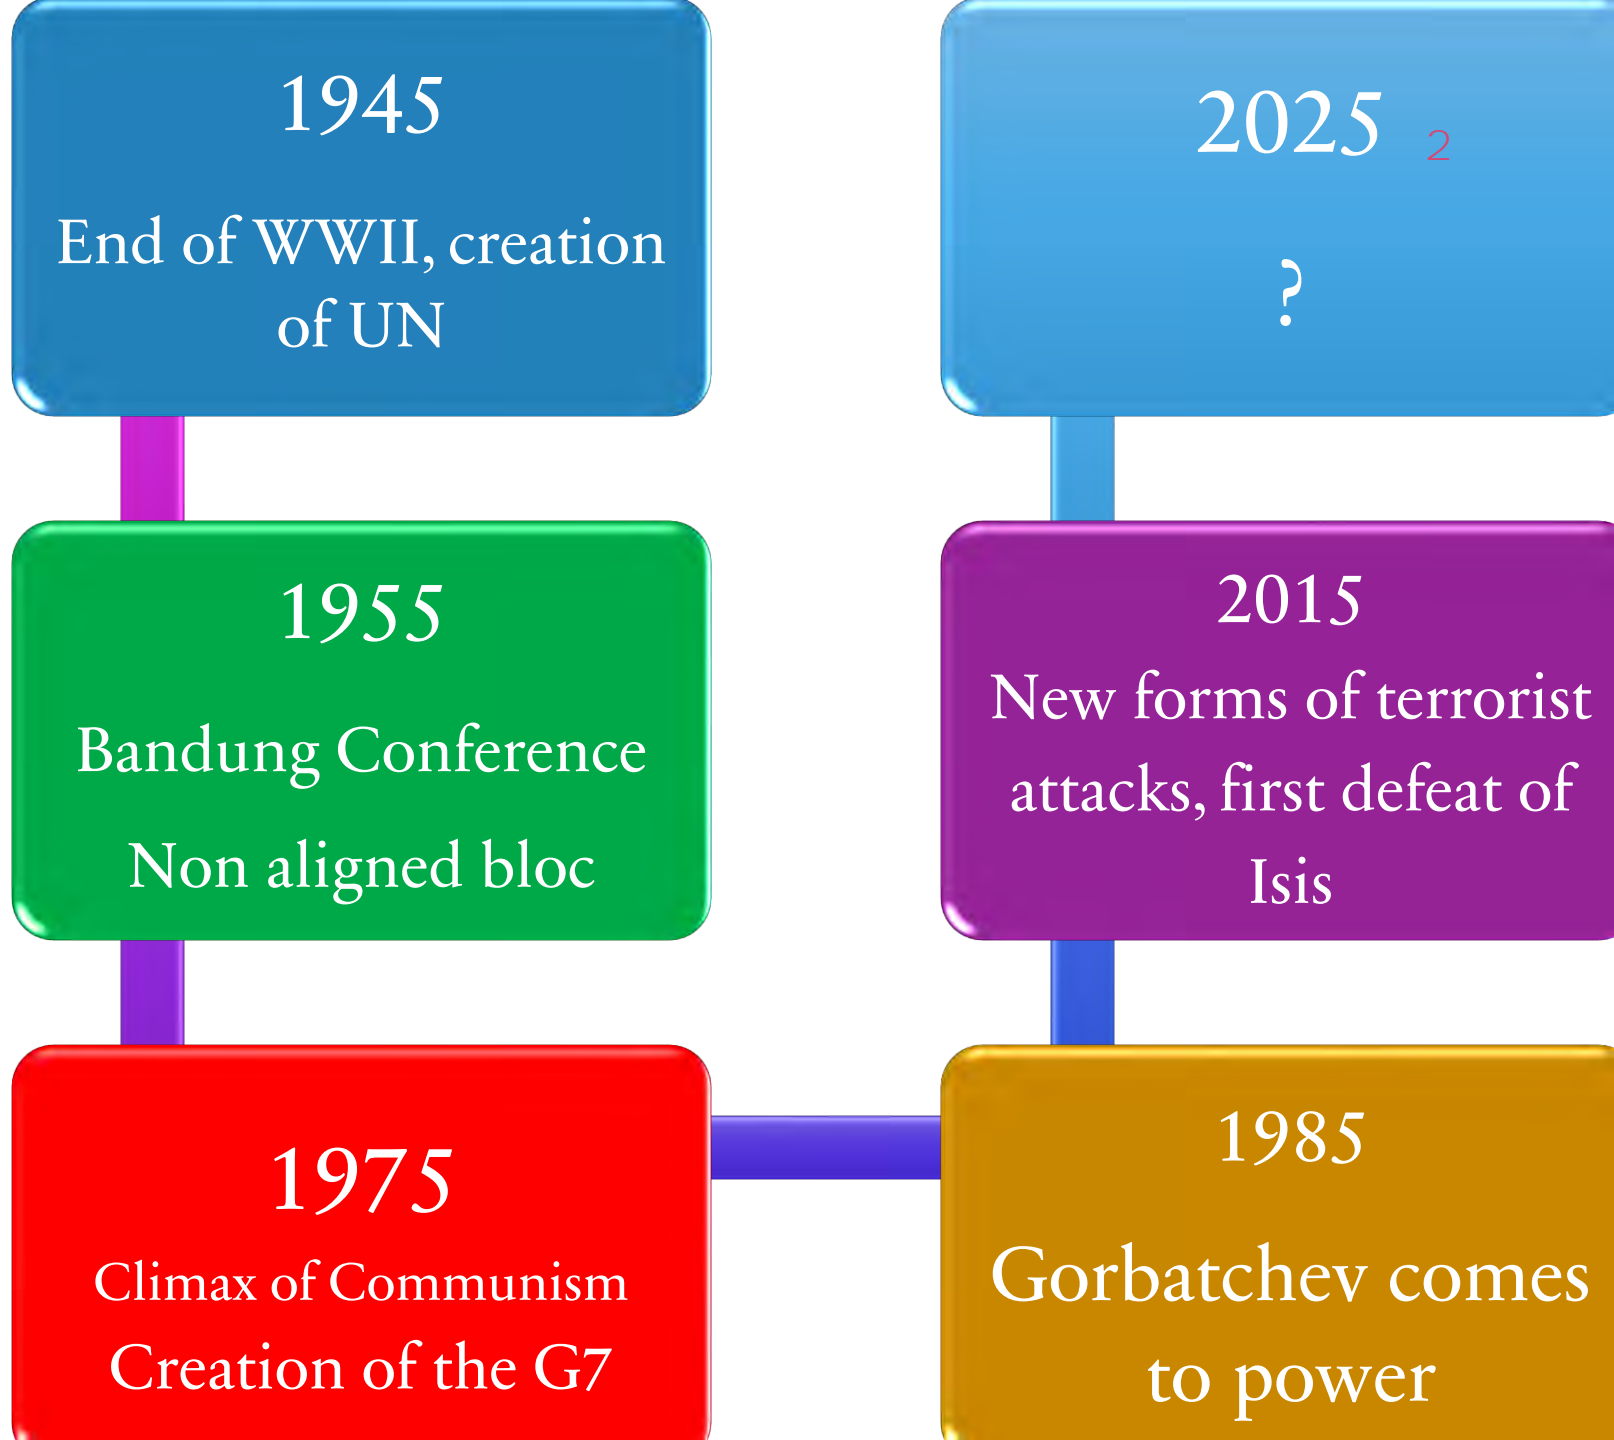 1945
End of WWII, creation
of UN
1955
Bandung Conference
Non aligned bloc
1975
Climax of Communism
Creation of the G7
1985
Gorbatchev comes
to power
2015
New forms of terrorist
attacks, first defeat of
Isis
2025
2
?